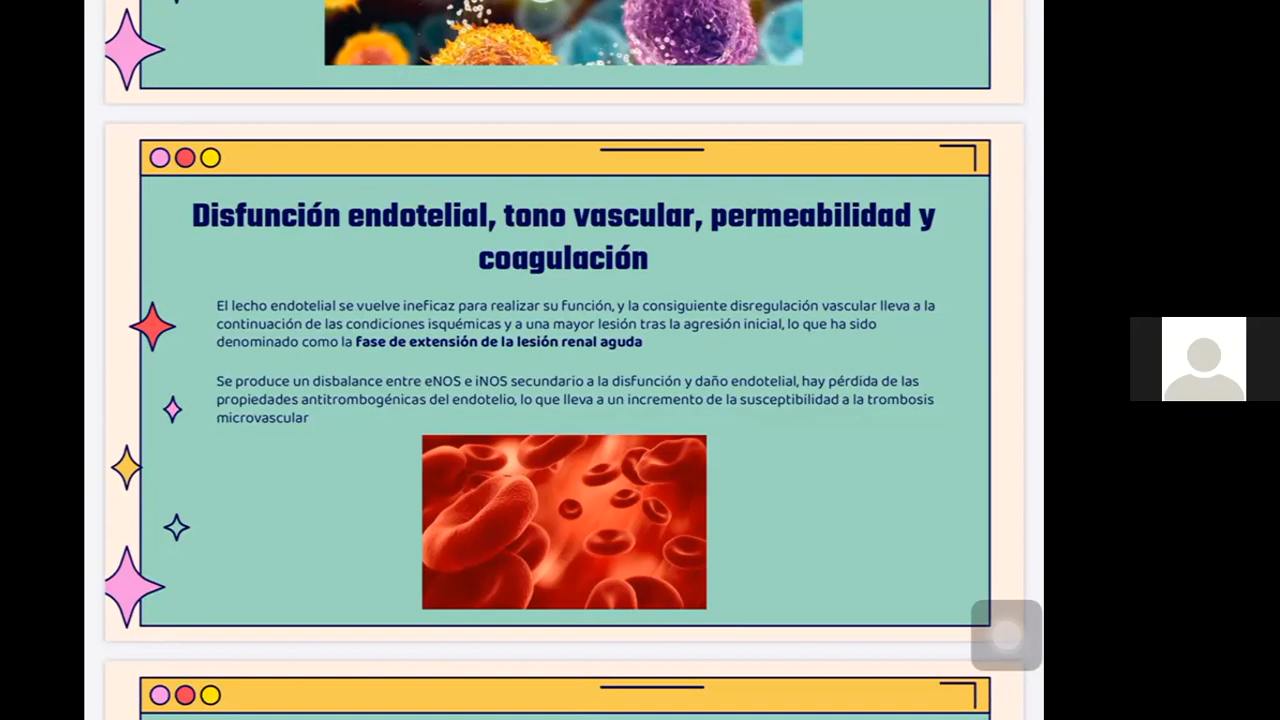 Disfunción endotelial, tono vascular, permeabilidad y
coagulación
El lecho endotelial se vuelve ineficaz para realizar su función, y la consiguiente disregulación vascular lleva a la
continuación de las condiciones isquémicas y a una mayor lesión tras la agresión inicial, lo que ha sido
denominado como la fase de extensión de la lesión renal aguda
Se produce un disbalance entre eNOS e iNOS secundario a la disfunción y daño endotelial, hay pérdida de las
propiedades antitrombogénicas del endotelio, lo que lleva a un incremento de la susceptibilidad a la trombosis
microvascular